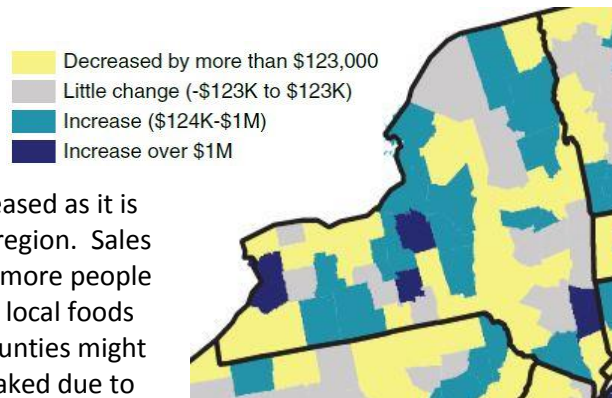 Decreased by more than $123,000
Little change (-$123K to $123K)
Increase ($124K-$1M)
Increase over $1M
eased as it is
region.  Sales
more people
local foods
unties might
aked due to